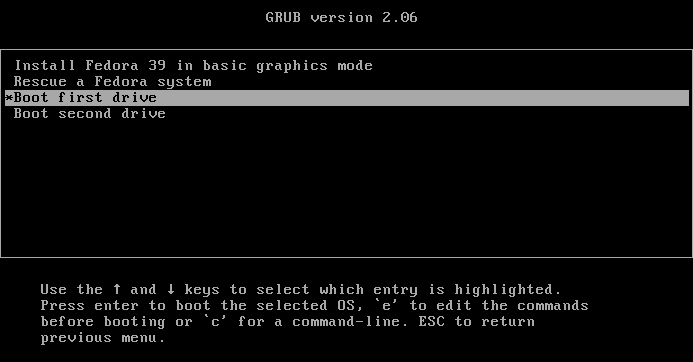 GRUB version 2.06
Install Fedora 39 in basic graphics mode
Rescue a Fedora system
*Boot first drive
Boot second drive
Use the ↑ and ↓ keys to select which entry is highlighted.
Press enter to boot the selected OS, `e' to edit the commands
before booting or `c' for a command-line. ESC to return
previous menu.